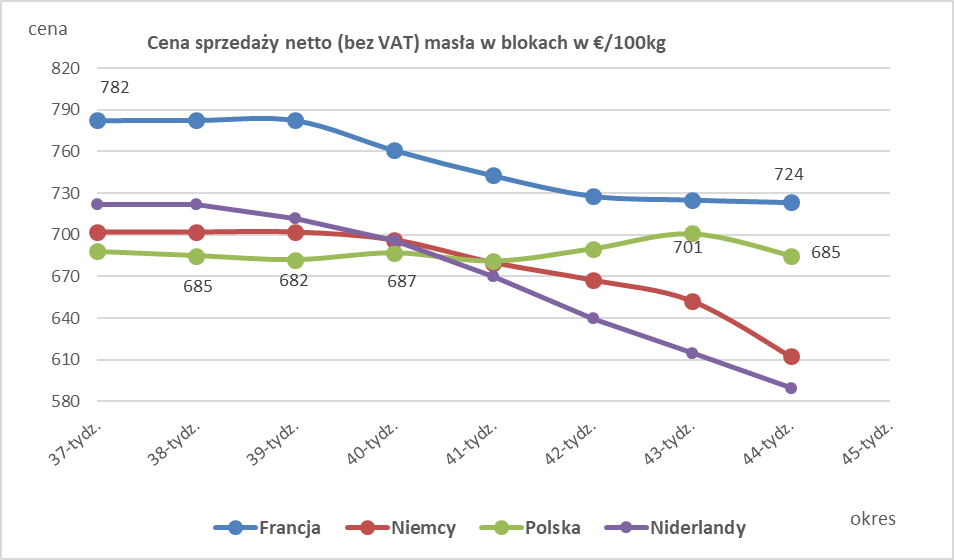 cena
Cena sprzedaży netto (bez VAT) masła w blokach w €/100kg
820
790
760
730
700
670
640
610
580
782
724
685
682
687
701
685
37-tydz.
38-tydz.
39-tydz.
40-tydz.
41-tydz.
42-tydz.
43-tydz.
44-tydz.
45-tydz.
okres
Francja
Niemcy
Polska
Niderlandy